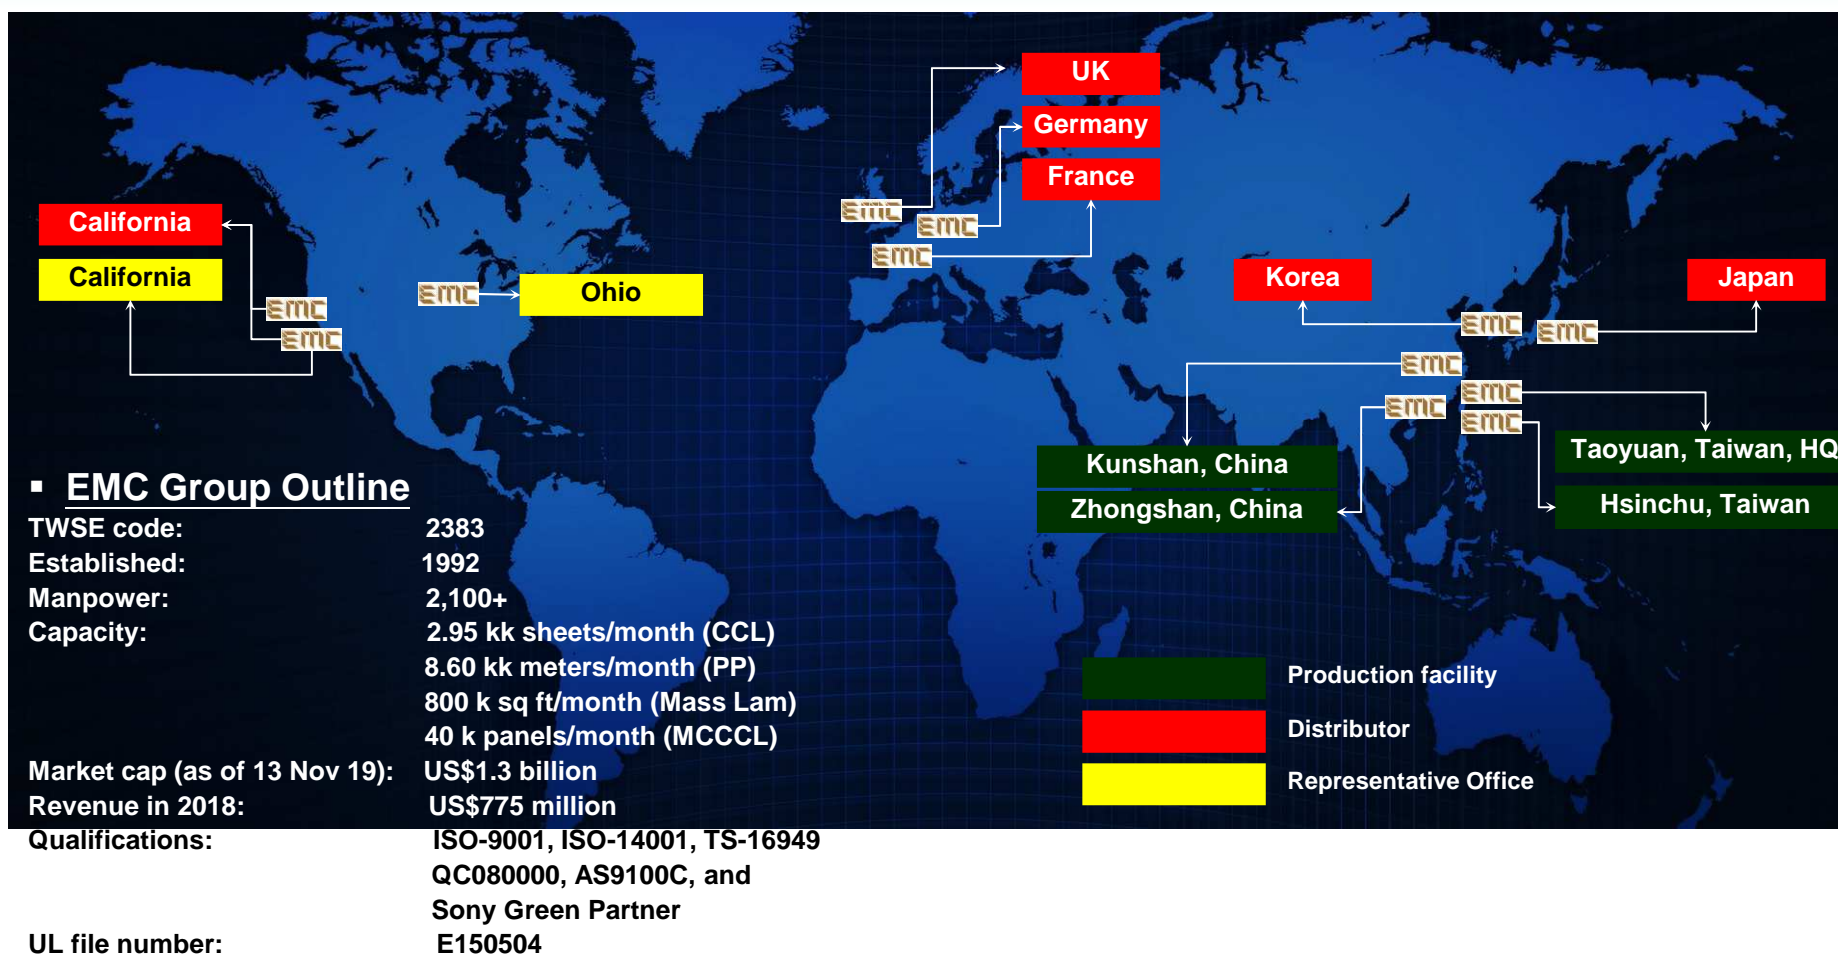 UK
Germany
France
EMC
EMC
EMC
California
California
EMC
EMC
EMC
Ohio
Korea
Japan
EMC
EMC
EMC
EMC
EMC
EMC
Kunshan, China
Zhongshan, China
Taoyuan, Taiwan, HQ
Hsinchu, Taiwan
▪ EMC Group Outline
TWSE code: 2383
Established: 1992
Manpower: 2,100+
Capacity: 2.95 kk sheets/month (CCL)
8.60 kk meters/month (PP)
800 k sq ft/month (Mass Lam)
40 k panels/month (MCCCL)
Market cap (as of 13 Nov 19): US$1.3 billion
Revenue in 2018: US$775 million
Qualifications: ISO-9001, ISO-14001, TS-16949
QC080000, AS9100C, and
Sony Green Partner
UL file number: E150504
Production facility
Distributor
Representative Office